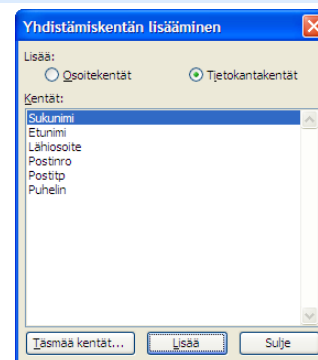 Yhdistämiskentän lisääminen
Lisää:
Osoitekentät Tietokantakentät
Kentät:
Sukunimi
Etunimi
Lähiosoite
Postinro
Postitp
Puhelin
Täsmää kentät... Lisää Sulje